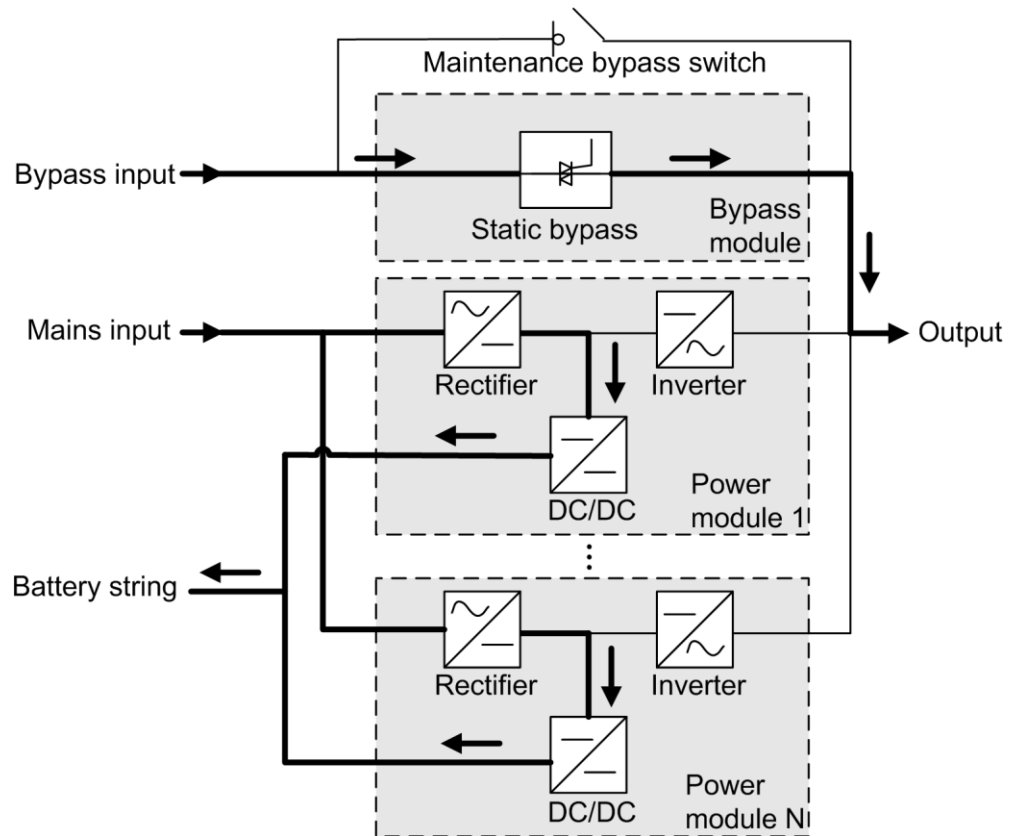 Maintenance bypass switch
Bypass input
Static bypass
Bypass
module
Mains input
Rectifier
Inverter
Output
DC/DC
Power
module 1
Battery string
Rectifier
Inverter
DC/DC
Power
module N